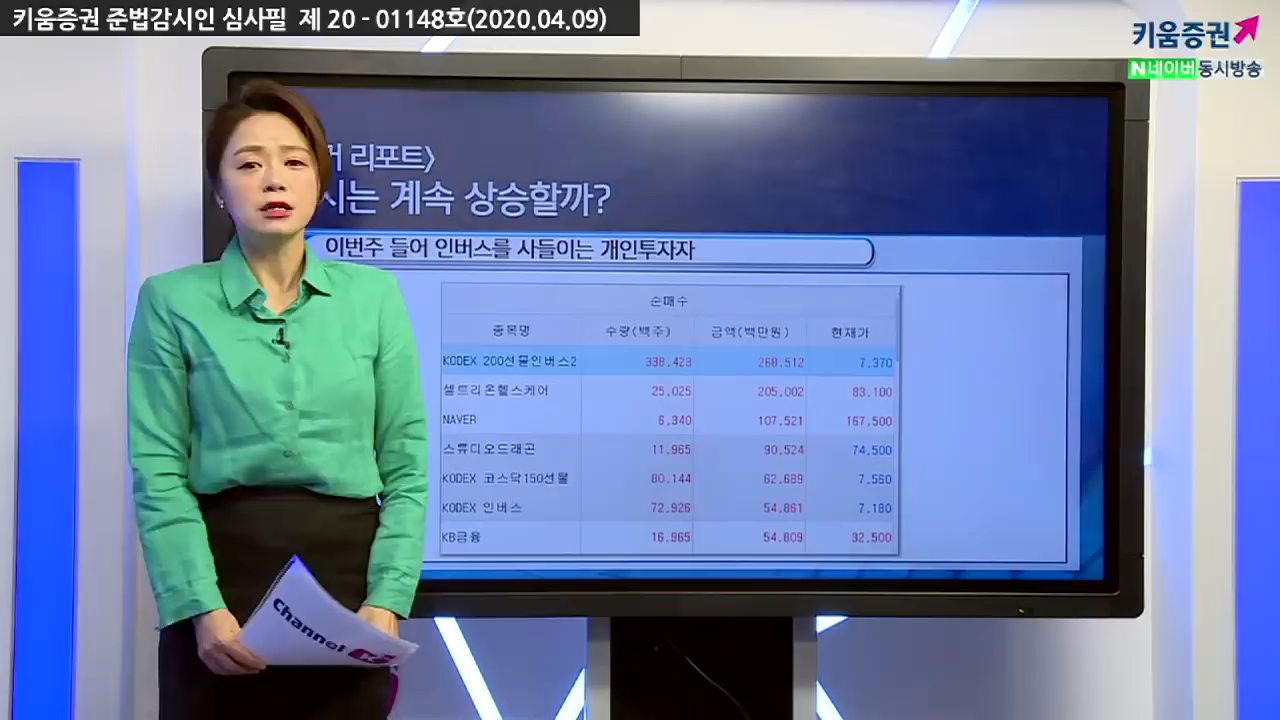 키움증권 준법감시인 심사필 제 20 - 01148호(2020.04.09)
키움증권
N네이버 동시방송
리포트〉
시는 계속 상승할까?
이번주 들어 인버스를 사들이는 개인투자자
순매수
종목명 수량(백주) 금액(백만원) 현재가
KODEX 200선물인버스2 338,423 268,512 7,370
셀트리온헬스케어 25,025 205,002 83,100
NAVER 6,340 107,521 167,500
스튜디오드래곤 11,965 90,524 74,500
KODEX 코스닥150선물 80,144 62,689 7,560
KODEX 인버스 72,926 54,861 7,180
KB금융 16,965 54,809 32,500
Channel K